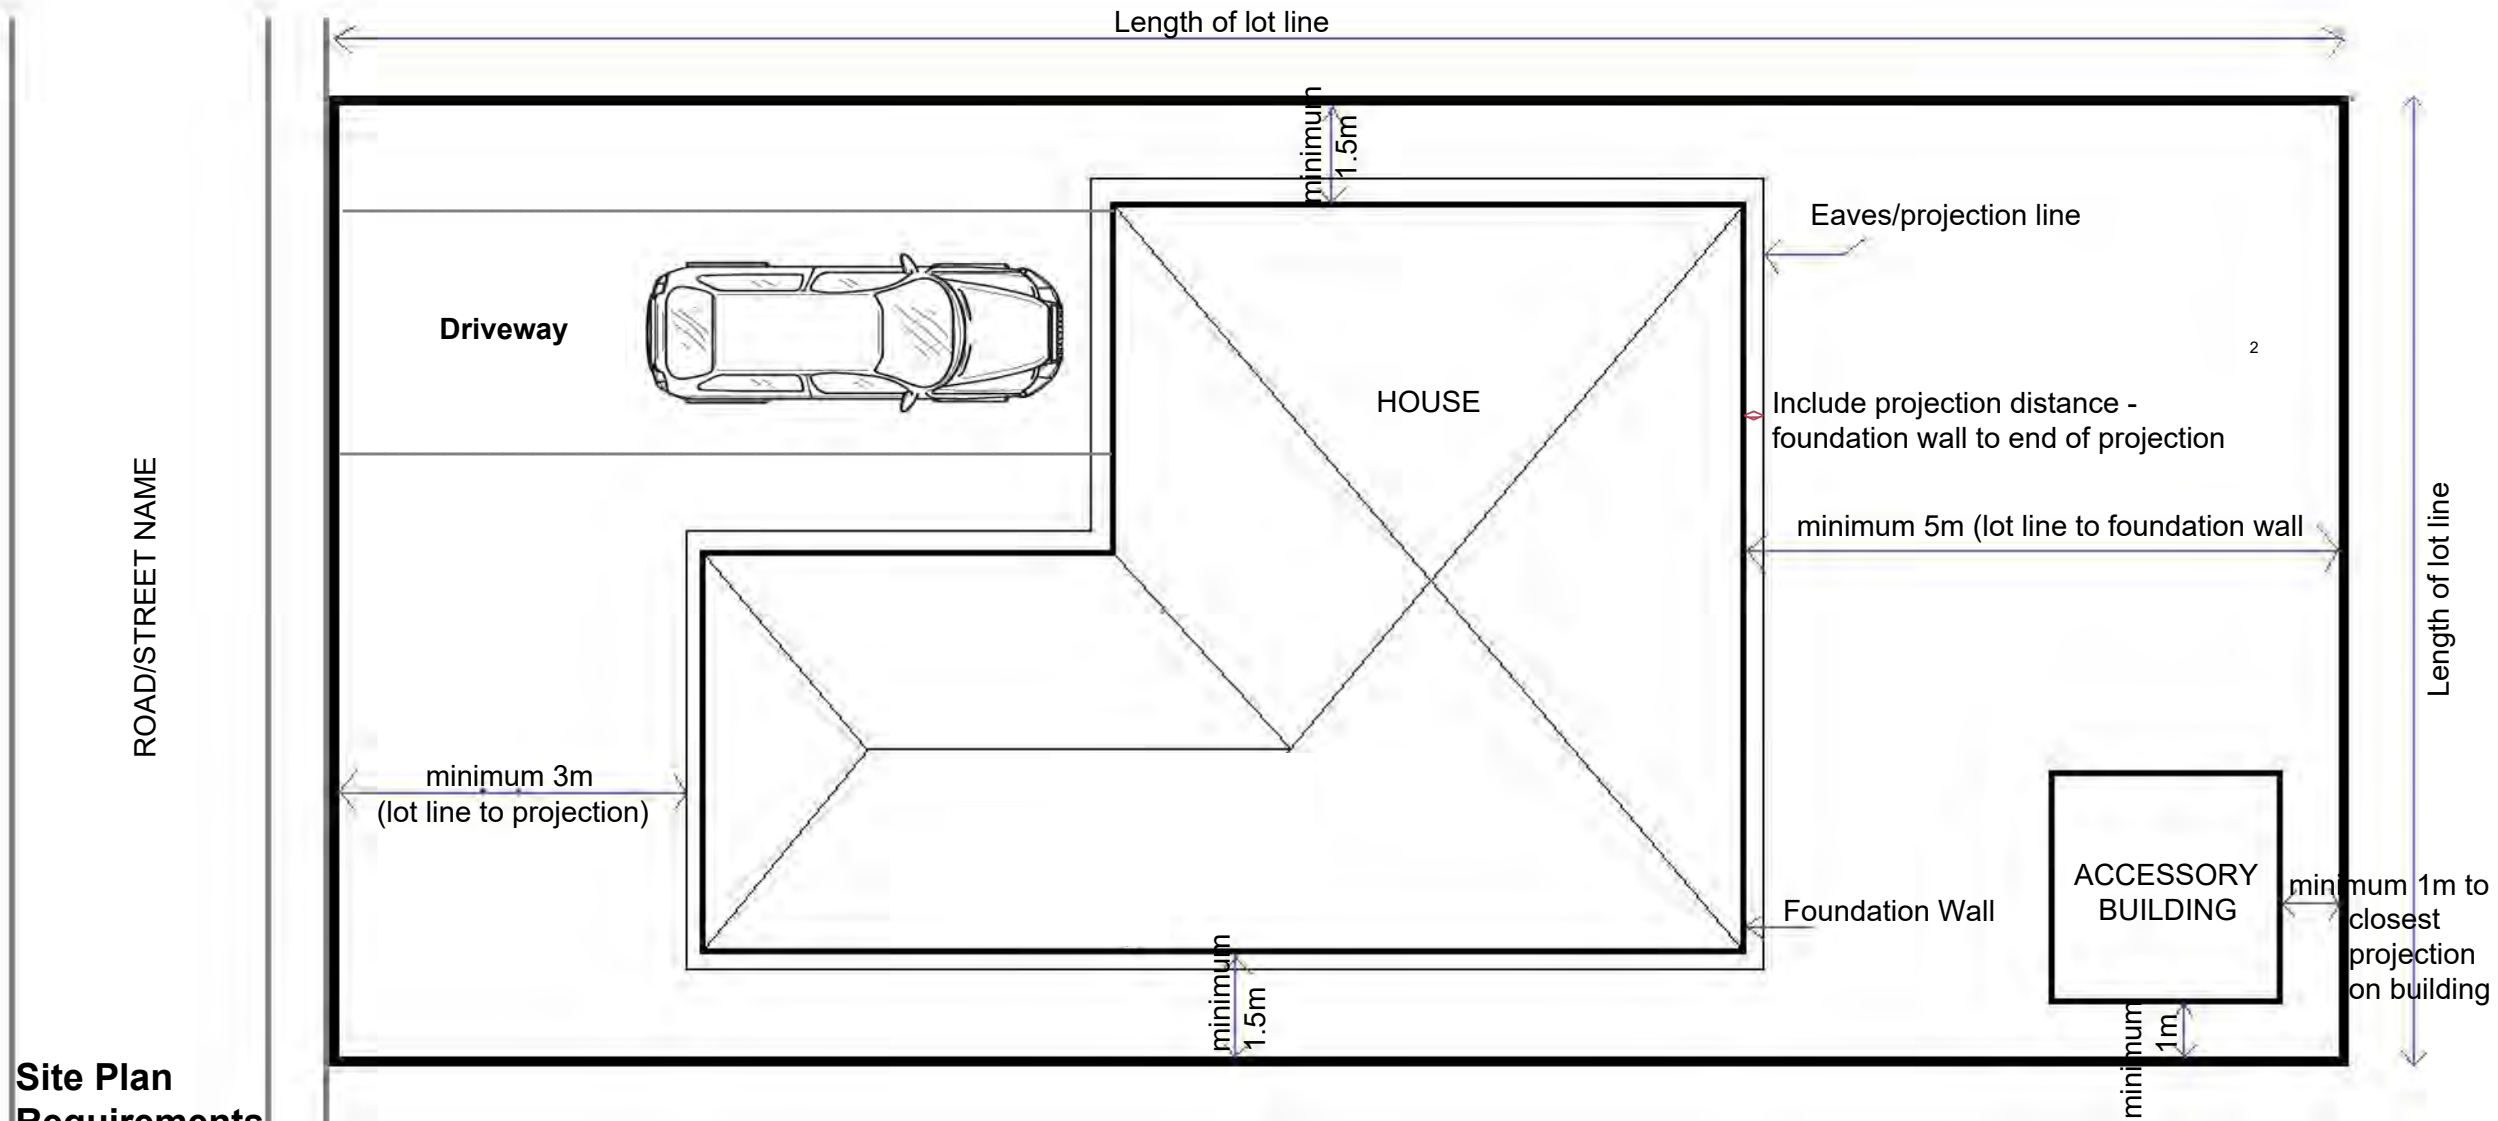 Length of lot line
minimum
1.5m
Eaves/projection line
Driveway
2
HOUSE
Include projection distance -
foundation wall to end of projection
ROAD/STREET NAME
minimum 5m (lot line to foundation wall
Length of lot line
minimum 3m
(lot line to projection)
ACCESSORY
BUILDING
minimum 1m to
closest
projection
on building
Foundation Wall
minimum
1.5m
minimum
1m
Site Plan
Requirements